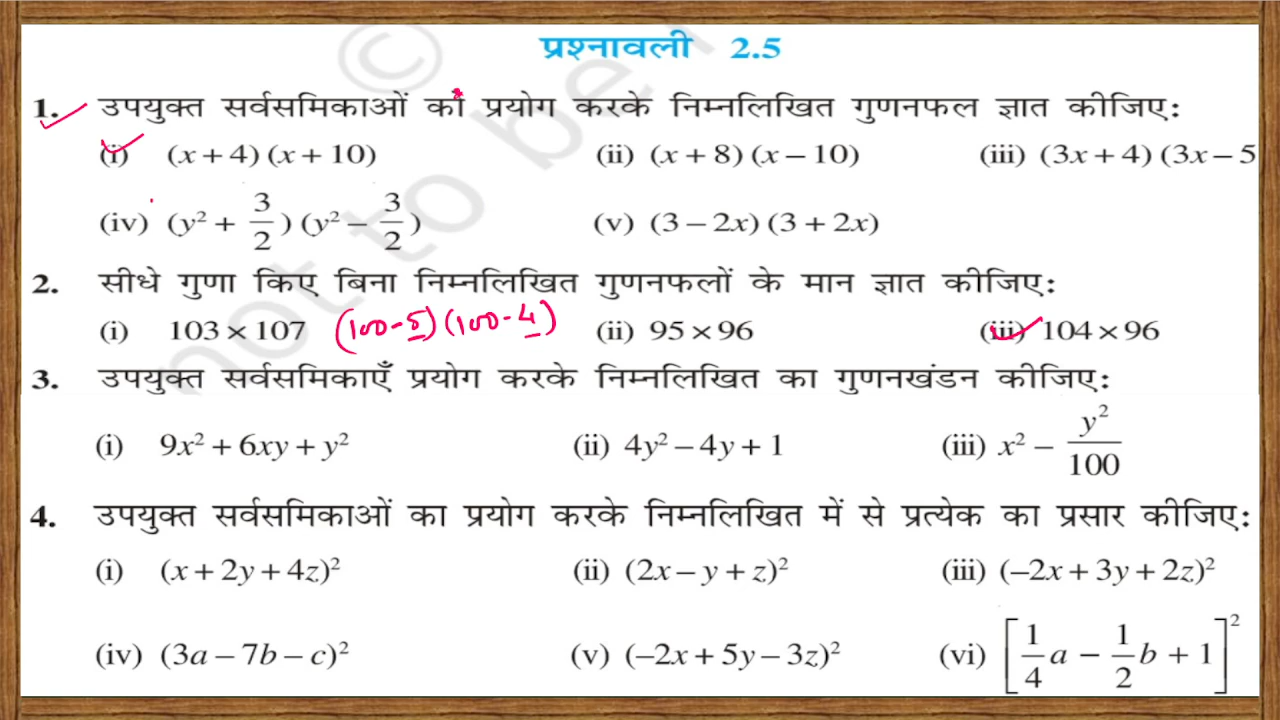 प्रश्नावली 2.5
1. उपयुक्त सर्वसमिकाओं का प्रयोग करके निम्नलिखित गुणनफल ज्ञात कीजिए:
(i) (x + 4) (x + 10) (ii) (x + 8) (x – 10) (iii) (3x + 4) (3x – 5
(iv) (y² + 3/2) (y² – 3/2) (v) (3 – 2x) (3 + 2x)
2. सीधे गुणा किए बिना निम्नलिखित गुणनफलों के मान ज्ञात कीजिए:
(i) 103 × 107 (100-5) (100-4) (ii) 95 × 96 (iii) 104 × 96
3. उपयुक्त सर्वसमिकाएँ प्रयोग करके निम्नलिखित का गुणनखंडन कीजिए:
(i) 9x² + 6xy + y² (ii) 4y² – 4y + 1 (iii) x² – y²/100
4. उपयुक्त सर्वसमिकाओं का प्रयोग करके निम्नलिखित में से प्रत्येक का प्रसार कीजिए:
(i) (x + 2y + 4z)² (ii) (2x – y + z)² (iii) (–2x + 3y + 2z)²
(iv) (3a – 7b – c)² (v) (–2x + 5y – 3z)² (vi) [1/4 a – 1/2 b + 1]²
© not to be